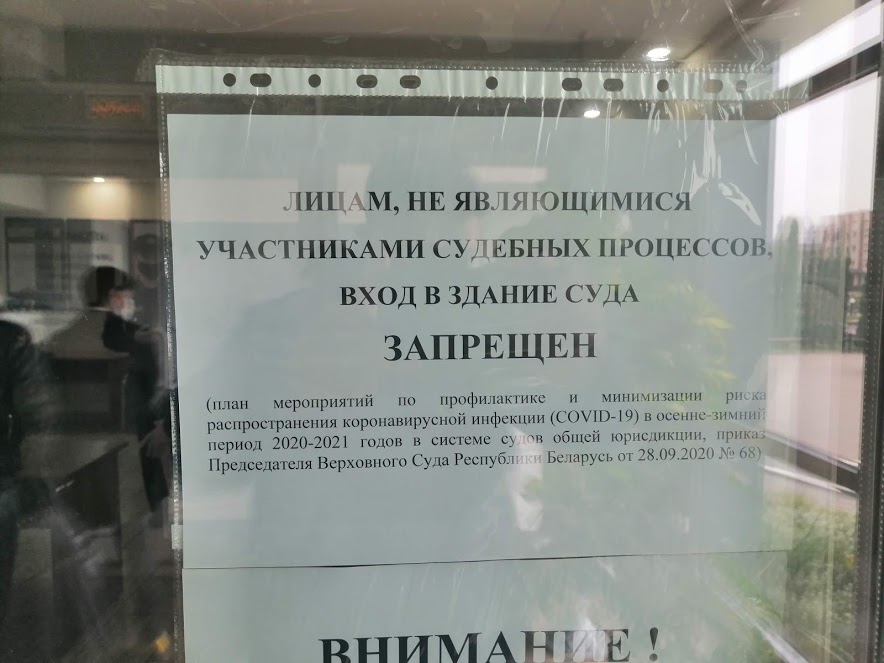 ЛИЦАМ, НЕ ЯВЛЯЮЩИМИСЯ
УЧАСТНИКАМИ СУДЕБНЫХ ПРОЦЕССОВ,
ВХОД В ЗДАНИЕ СУДА
ЗАПРЕЩЕН
(план мероприятий по профилактике и минимизации риска
распространения коронавирусной инфекции (COVID-19) в осенне-зимний
период 2020-2021 годов в системе судов общей юрисдикции, приказ
Председателя Верховного Суда Республики Беларусь от 28.09.2020 № 68)
ВНИМАНИЕ !